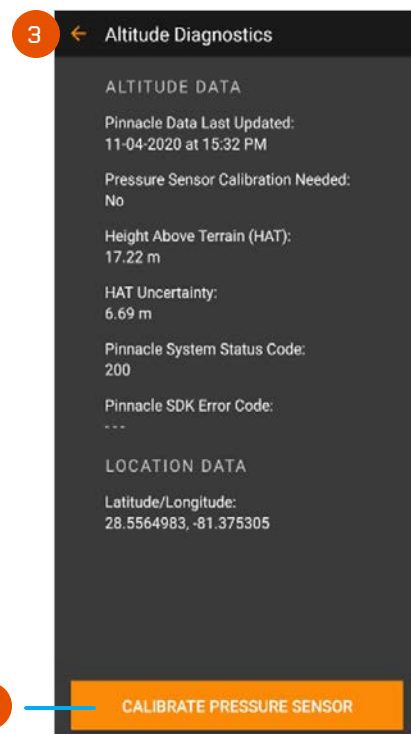 3
Altitude Diagnostics
ALTITUDE DATA
Pinnacle Data Last Updated:
11-04-2020 at 15:32 PM
Pressure Sensor Calibration Needed:
No
Height Above Terrain (HAT):
17.22 m
HAT Uncertainty:
6.69 m
Pinnacle System Status Code:
200
Pinnacle SDK Error Code:
---
LOCATION DATA
Latitude/Longitude:
28.5564983, -81.375305
CALIBRATE PRESSURE SENSOR